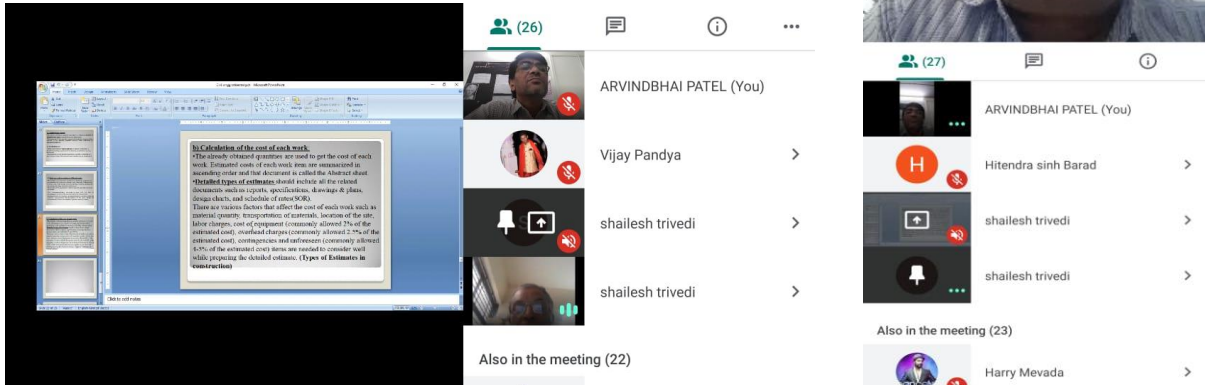 (26)
ARVINDBHAI PATEL (You)
Vijay Pandya
shailesh trivedi
shailesh trivedi
Also in the meeting (22)
b) Calculation of the cost of each work:
•The already obtained quantities are used to get the cost of each
work. Estimated costs of each work item are summarized in
ascending order and that document is called the Abstract sheet.
•Detailed types of estimates should include all the related
documents such as reports, specifications, drawings & plans,
design charts, and schedule of rates(SOR).
There are various factors that affect the cost of each work such as
material quantity, transportation of materials, location of the site,
labor charges, cost of equipment (commonly allowed 2% of the
estimated cost), overhead charges (commonly allowed 2.5% of the
estimated cost), contingencies and unforeseen (commonly allowed
4-5% of the estimated cost) items are needed to consider well
while preparing the detailed estimate. (Types of Estimates in
construction)
Click to add notes
(27)
ARVINDBHAI PATEL (You)
H
Hitendra sinh Barad
shailesh trivedi
shailesh trivedi
Also in the meeting (23)
Harry Mevada